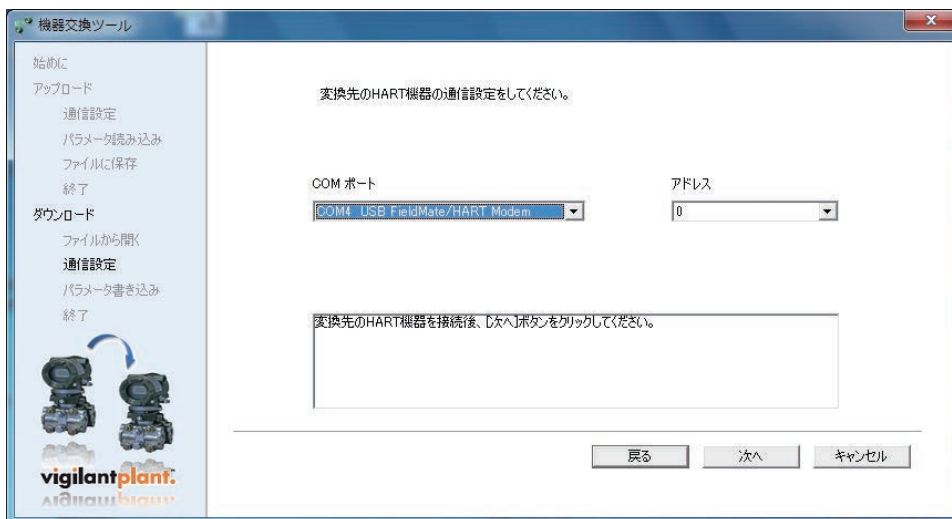 機器交換ツール
始めに
アップロード
通信設定
パラメータ読み込み
ファイルに保存
終了
ダウンロード
ファイルから開く
通信設定
パラメータ書き込み
終了
vigilantplant.
変換先のHART機器の通信設定をしてください。
COM ポート
アドレス
COM4 USB FieldMate/HART Modem
0
変換先のHART機器を接続後、[次へ]ボタンをクリックしてください。
戻る
次へ
キャンセル